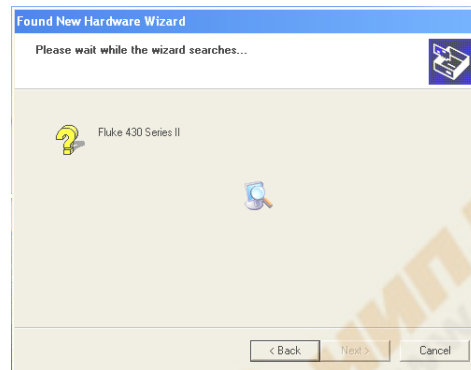 Found New Hardware Wizard
Please wait while the wizard searches...
Fluke 430 Series II
< Back
Next >
Cancel